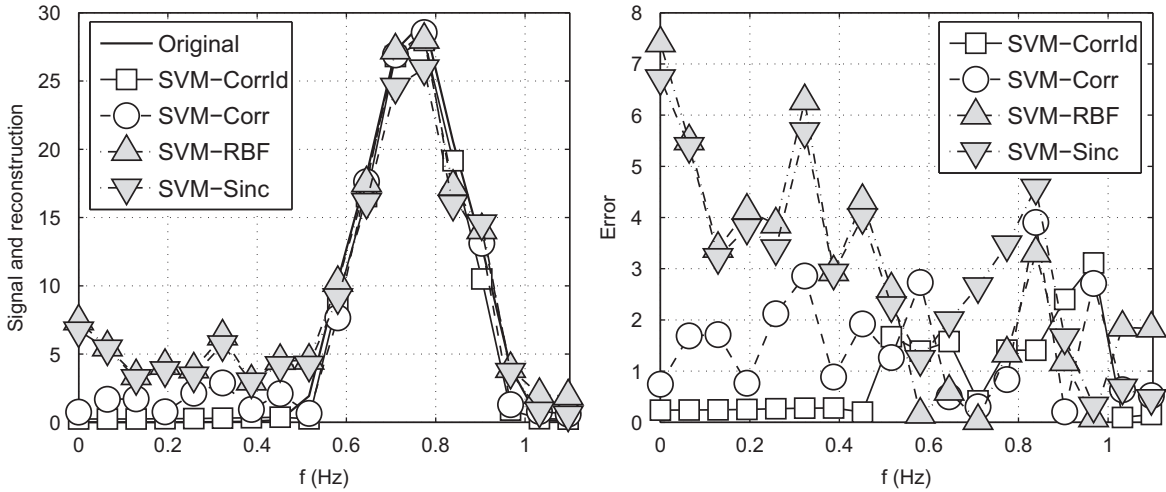 Signal and reconstruction
30
25
20
15
10
5
0
Original
SVM−CorrId
SVM−Corr
SVM−RBF
SVM−Sinc
0 0.2 0.4 0.6 0.8 1
f (Hz)
Error
8
7
6
5
4
3
2
1
0
SVM−CorrId
SVM−Corr
SVM−RBF
SVM−Sinc
0 0.2 0.4 0.6 0.8 1
f (Hz)